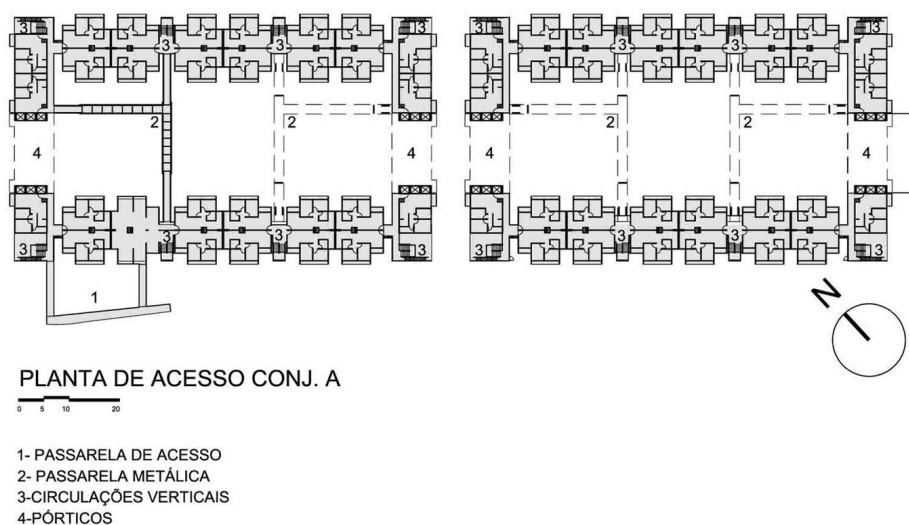 3 3 3 3 3 3 3 3
2 2 2 2
4 4 4 4
3 3 3 3 3 3 3 3
1
N
PLANTA DE ACESSO CONJ. A
0 5 10 20
1- PASSARELA DE ACESSO
2- PASSARELA METÁLICA
3-CIRCULAÇÕES VERTICAIS
4-PÓRTICOS